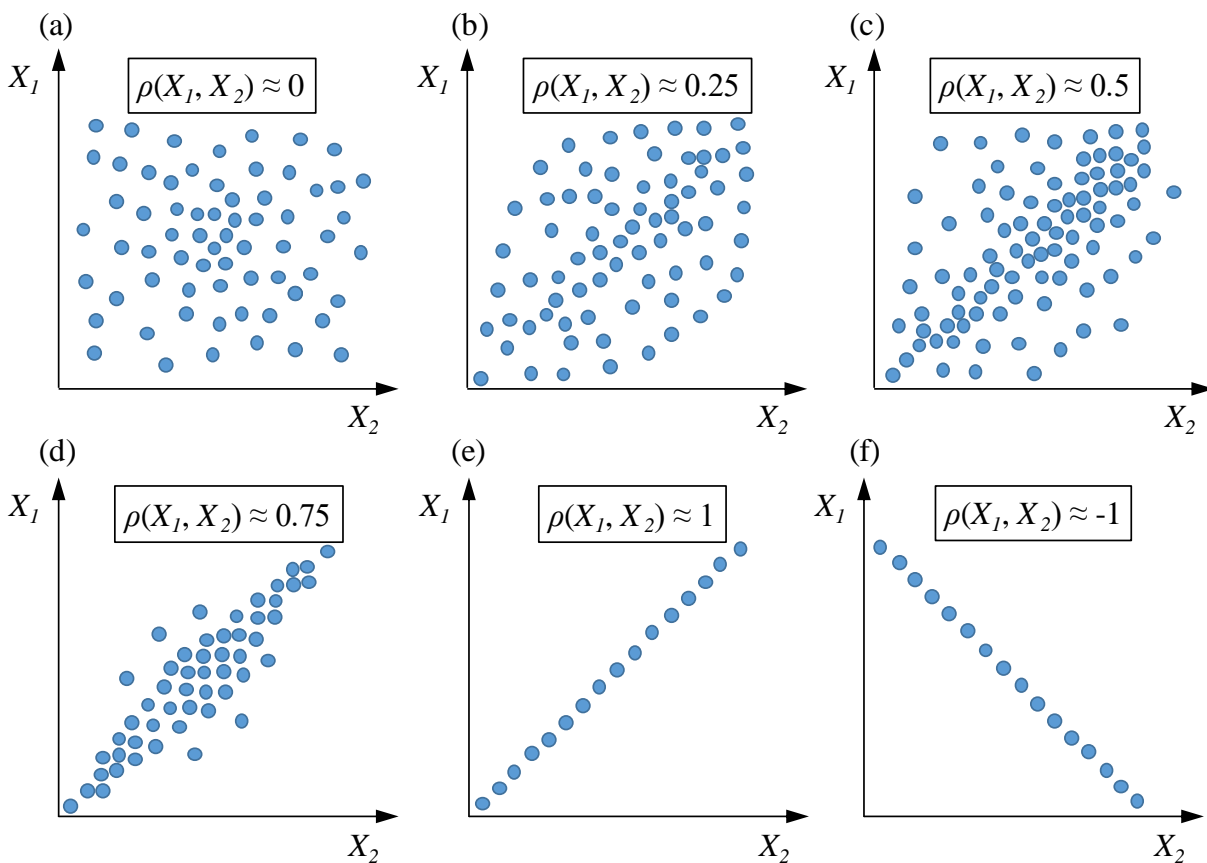 (a)
X1
ρ(X1, X2) ≈ 0
X2
(b)
X1
ρ(X1, X2) ≈ 0.25
X2
(c)
X1
ρ(X1, X2) ≈ 0.5
X2
(d)
X1
ρ(X1, X2) ≈ 0.75
X2
(e)
X1
ρ(X1, X2) ≈ 1
X2
(f)
X1
ρ(X1, X2) ≈ -1
X2